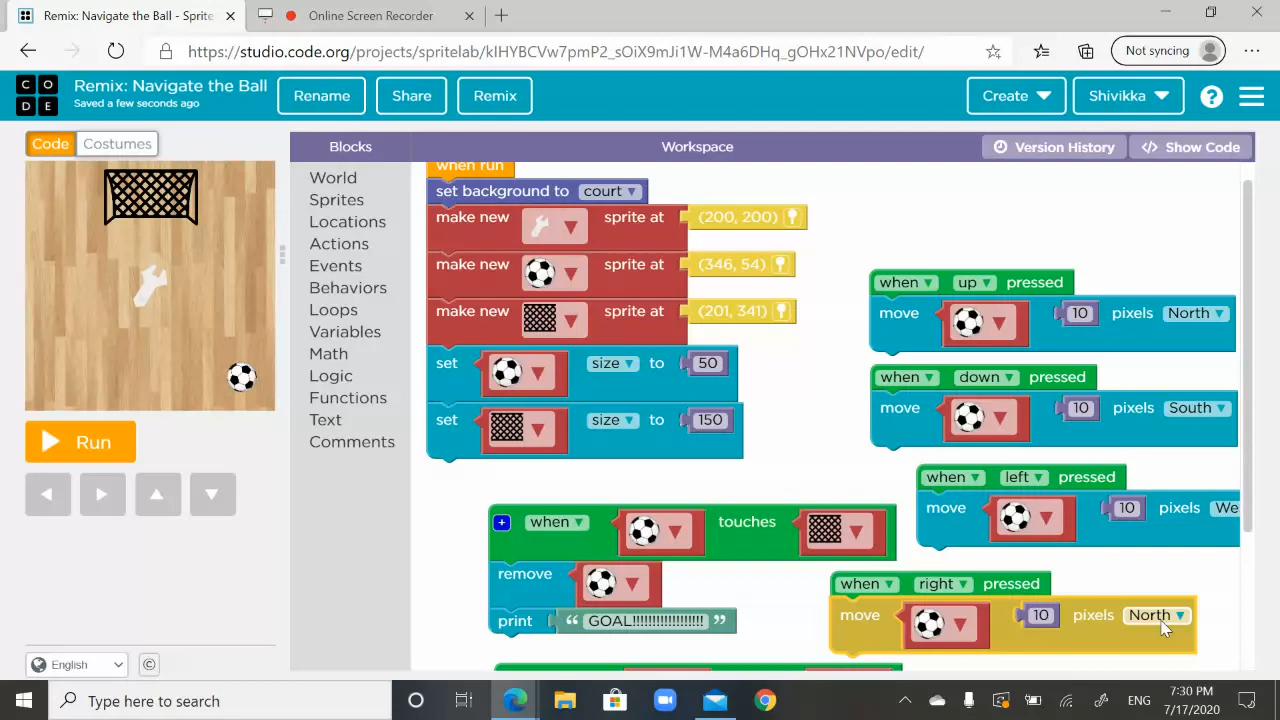 Remix: Navigate the Ball - Sprite
Online Screen Recorder
https://studio.code.org/projects/spritelab/kIHYBCVw7pmP2_sOiX9mJi1W-M4a6DHq_gOHx21NVpo/edit/
Not syncing
C O
D E
Remix: Navigate the Ball
Saved a few seconds ago
Rename
Share
Remix
Create
Shivikka
Code
Costumes
Blocks
Workspace
Version History
Show Code
World
Sprites
Locations
Actions
Events
Behaviors
Loops
Variables
Math
Logic
Functions
Text
Comments
when run
set background to court
make new sprite at (200, 200)
make new sprite at (346, 54)
make new sprite at (201, 341)
set size to 50
set size to 150
when up pressed
move 10 pixels North
when down pressed
move 10 pixels South
when left pressed
move 10 pixels We
when touches
remove
print “ GOAL!!!!!!!!!!!!!!!!!!! ”
when right pressed
move 10 pixels North
Run
English
©
Type here to search
ENG
7:30 PM
7/17/2020